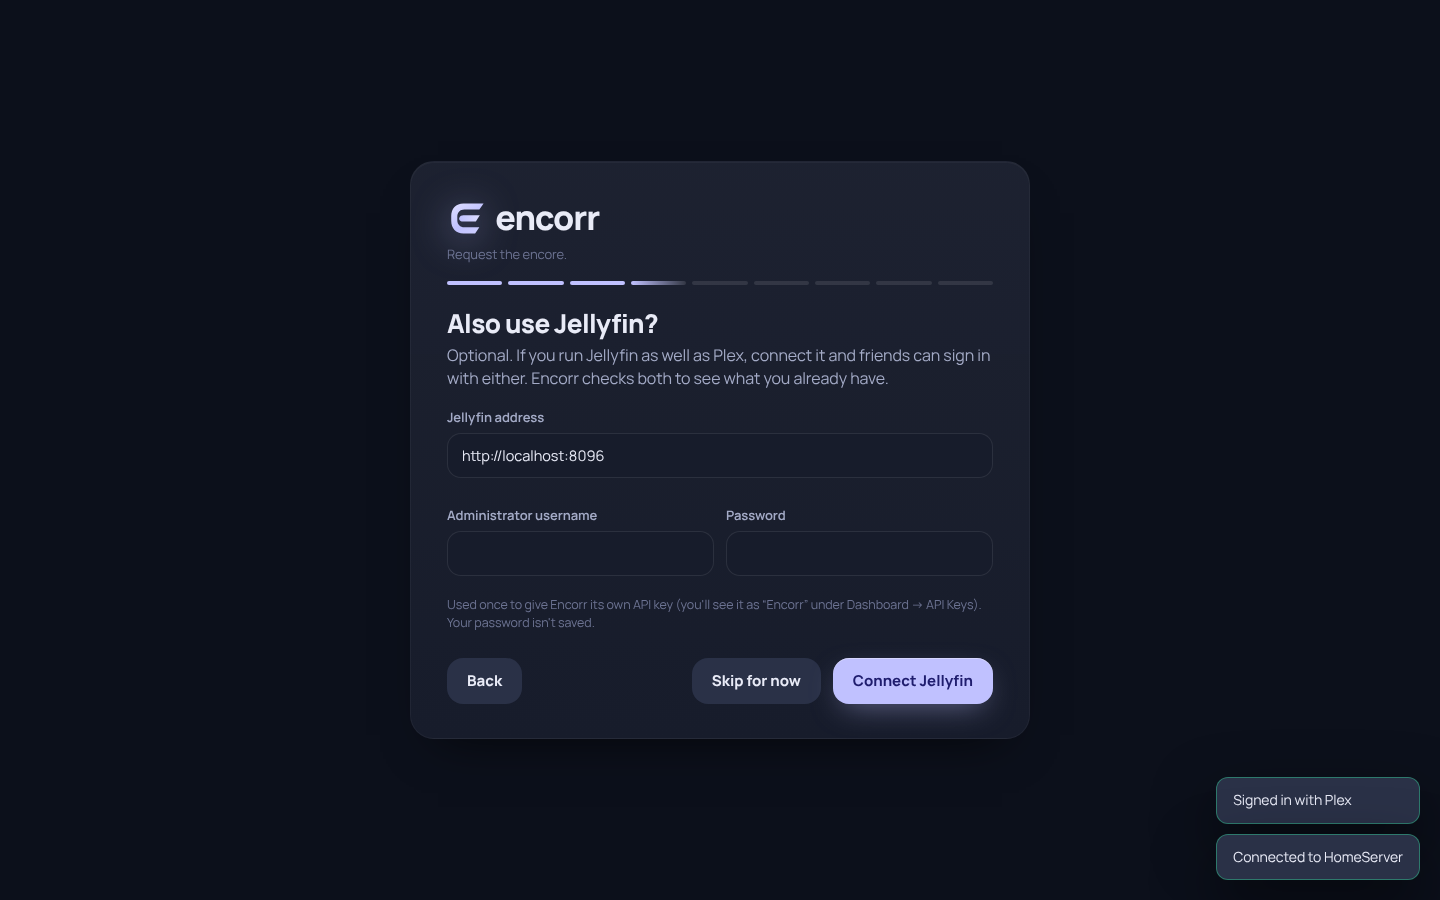 encorr
Request the encore.
Also use Jellyfin?
Optional. If you run Jellyfin as well as Plex, connect it and friends can sign in
with either. Encorr checks both to see what you already have.
Jellyfin address
http://localhost:8096
Administrator username
Password
Used once to give Encorr its own API key (you'll see it as “Encorr” under Dashboard → API Keys).
Your password isn't saved.
Back
Skip for now
Connect Jellyfin
Signed in with Plex
Connected to HomeServer